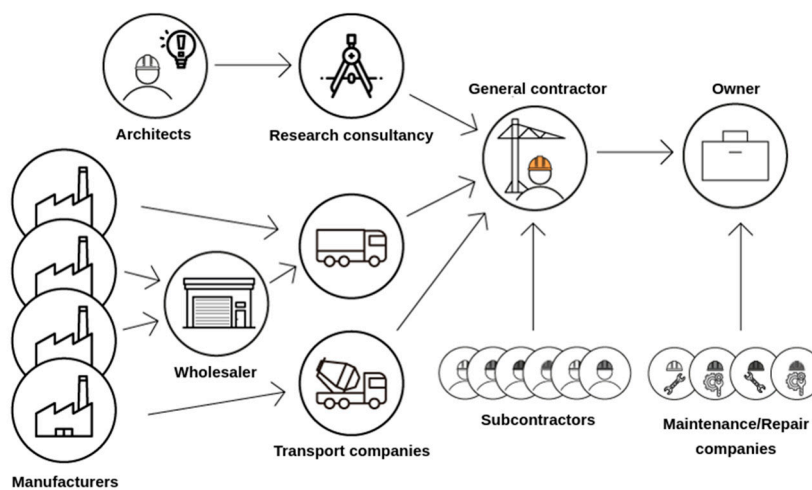 General contractor
Owner
Architects
Research consultancy
Wholesaler
Subcontractors
Maintenance/Repair
companies
Transport companies
Manufacturers